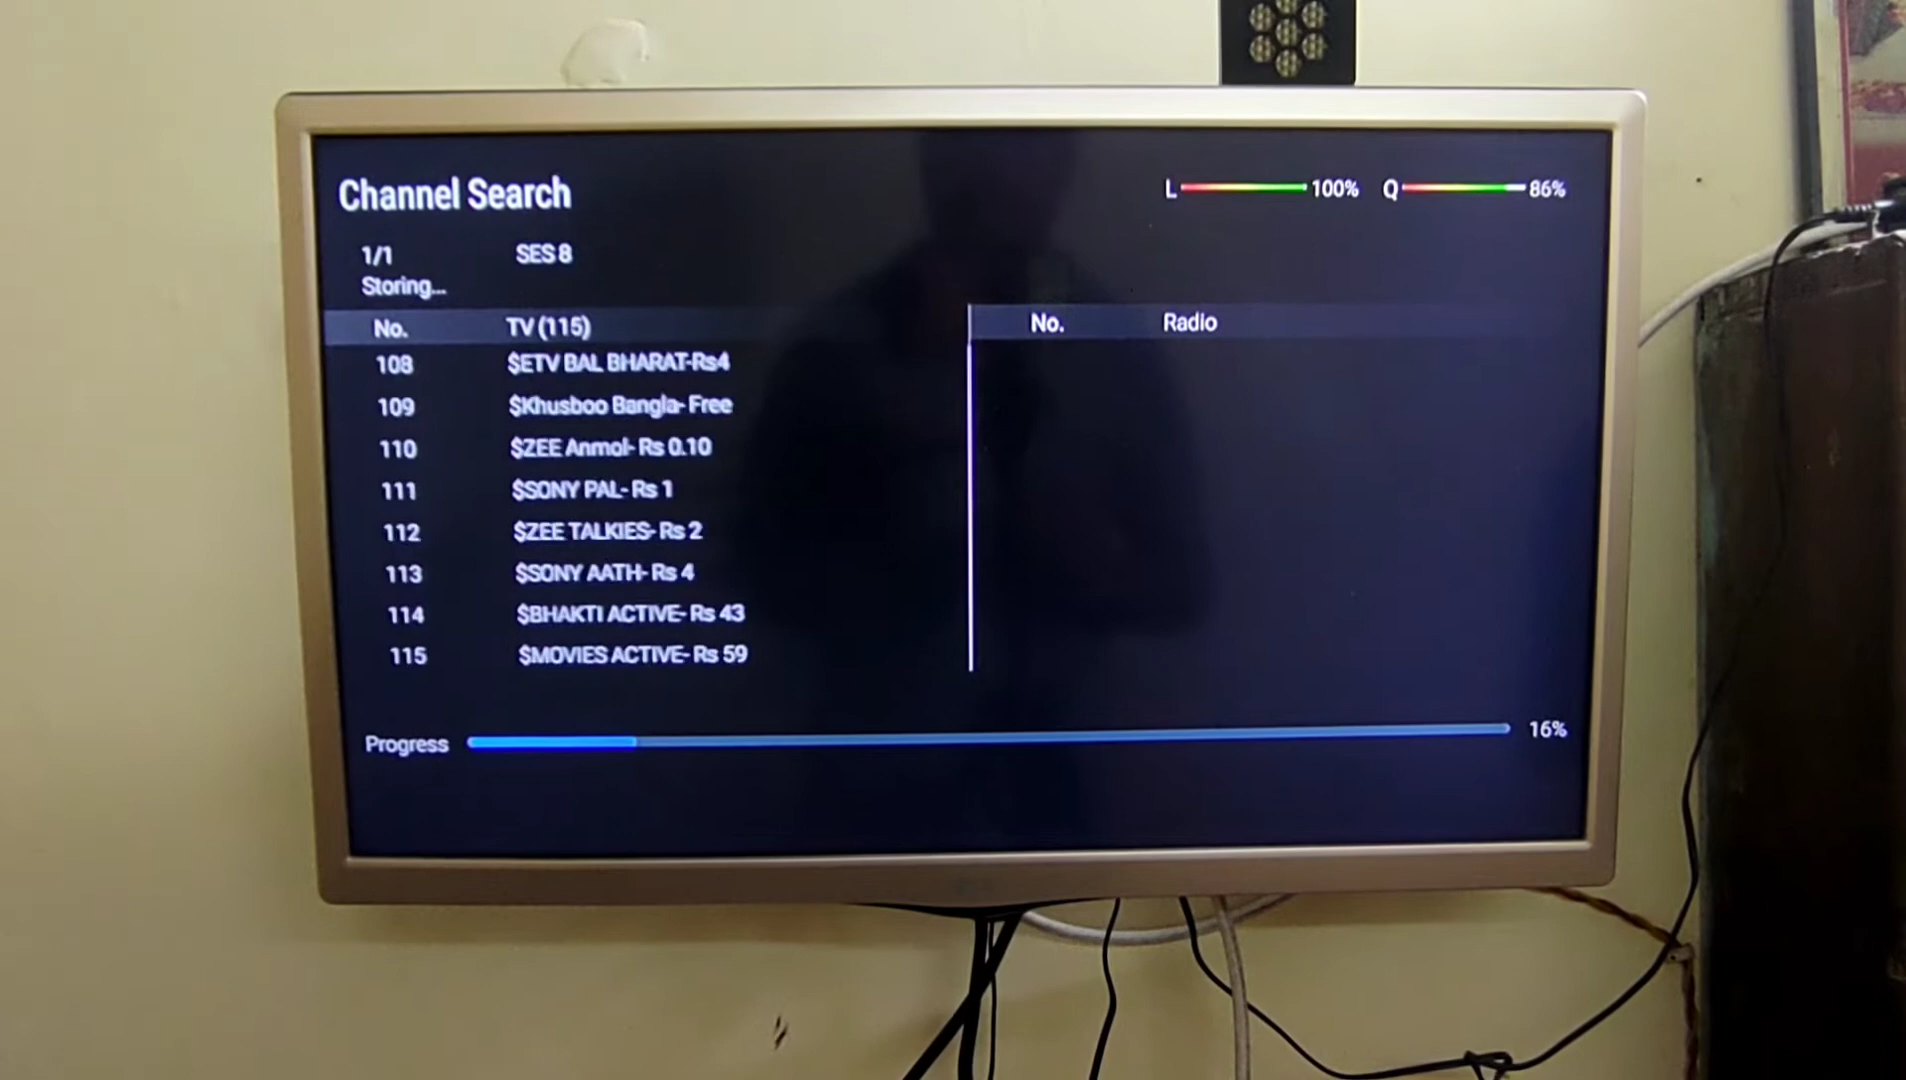 Channel Search
L 100% Q 86%
1/1 SES 8
Storing...
No. TV (115)
No. Radio
108 $ETV BAL BHARAT-Rs4
109 $Khusboo Bangla- Free
110 $ZEE Anmol- Rs 0.10
111 $SONY PAL- Rs 1
112 $ZEE TALKIES- Rs 2
113 $SONY AATH- Rs 4
114 $BHAKTI ACTIVE- Rs 43
115 $MOVIES ACTIVE- Rs 59
Progress 16%